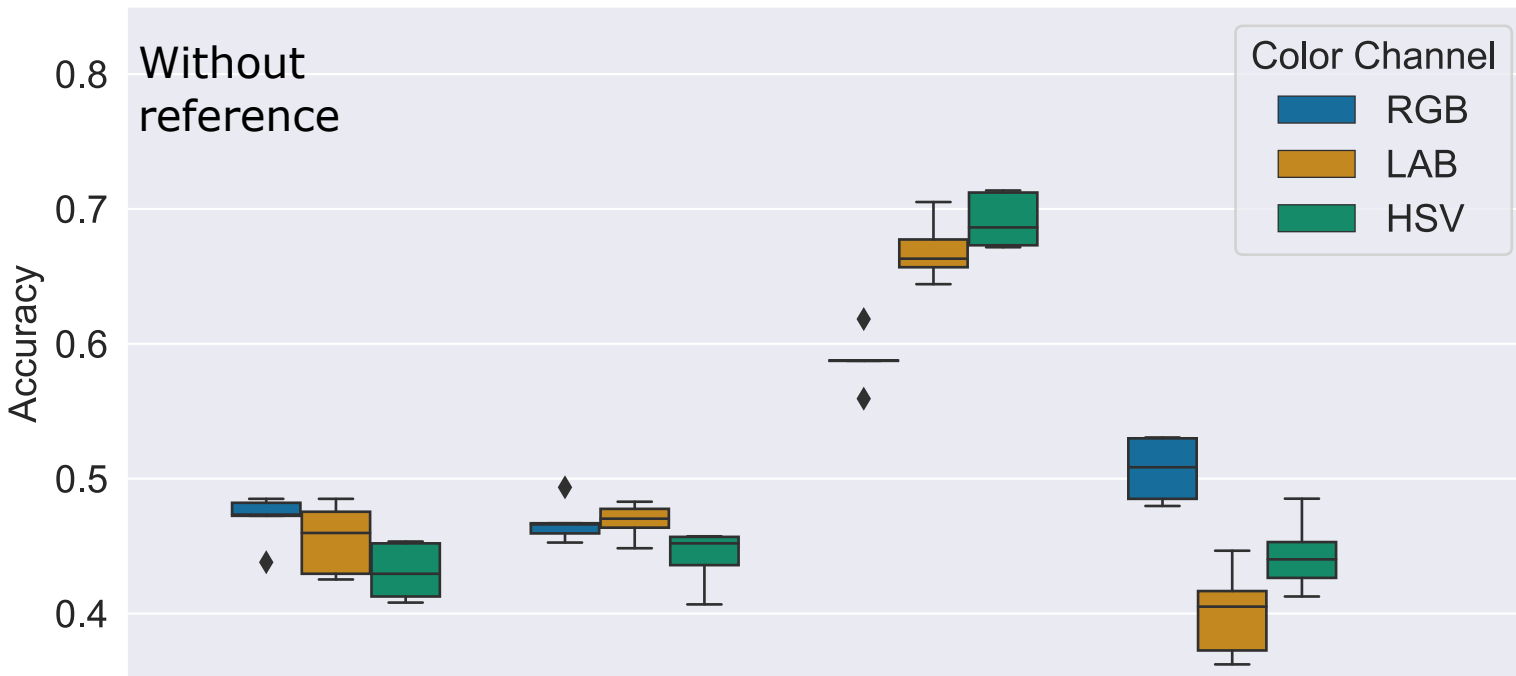 Without
reference
Color Channel
RGB
LAB
HSV
Accuracy
0.8
0.7
0.6
0.5
0.4